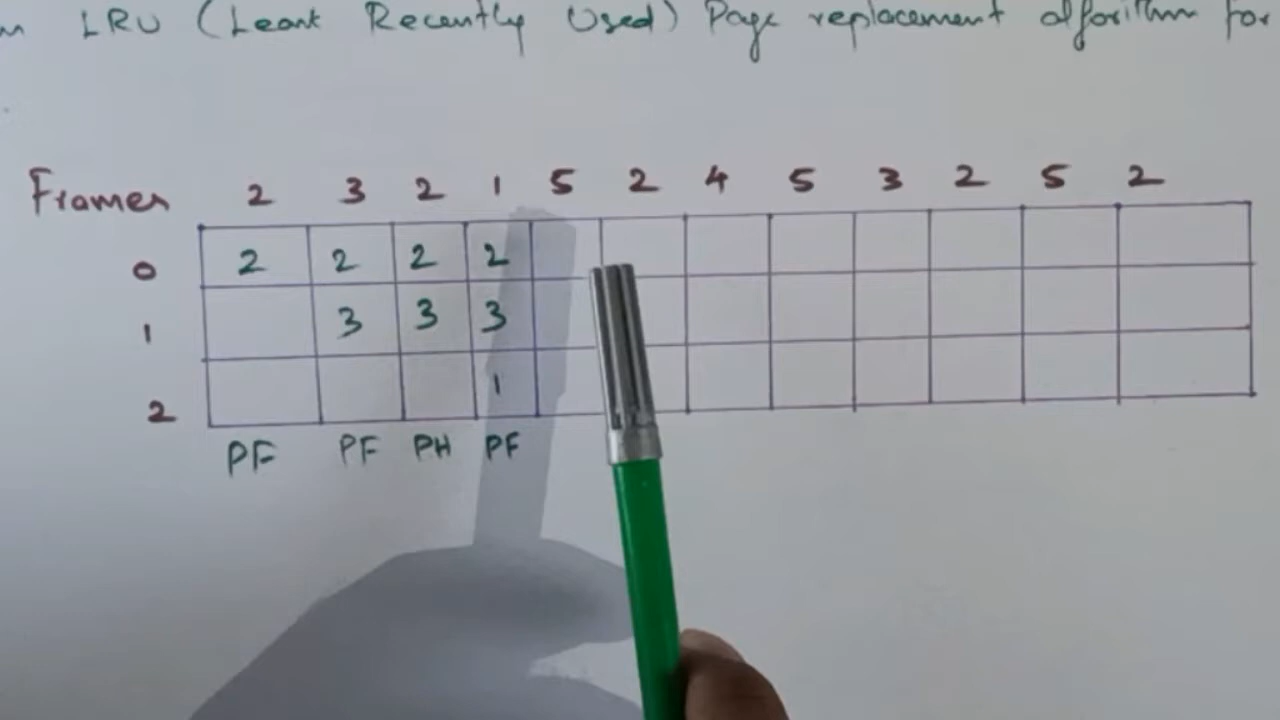 LRU (Least Recently Used) Page replacement algorithm for
Frames 2 3 2 1 5 2 4 5 3 2 5 2
0 2 2 2 2
1 3 3 3
2 1
PF PF PH PF